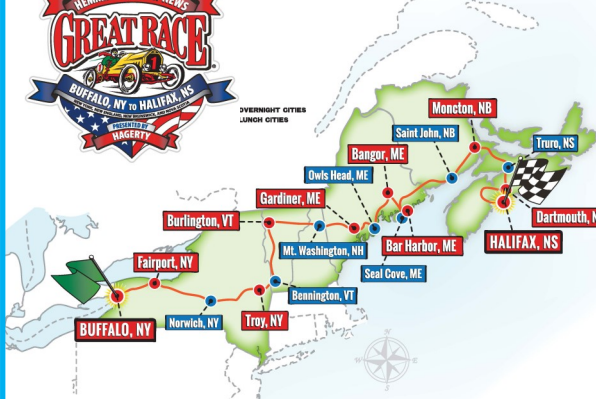 GREAT RACE
BUFFALO, NY TO HALIFAX, NS
PRESENTED BY
HAGERTY
OVERNIGHT CITIES
LUNCH CITIES
Moncton, NB
Saint John, NB
Truro, NS
Bangor, ME
Owls Head, ME
Gardiner, ME
Burlington, VT
Dartmouth, N
Mt. Washington, NH
Bar Harbor, ME
HALIFAX, NS
Fairport, NY
Seal Cove, ME
Bennington, VT
BUFFALO, NY
Norwich, NY
Troy, NY
N
W
E
S